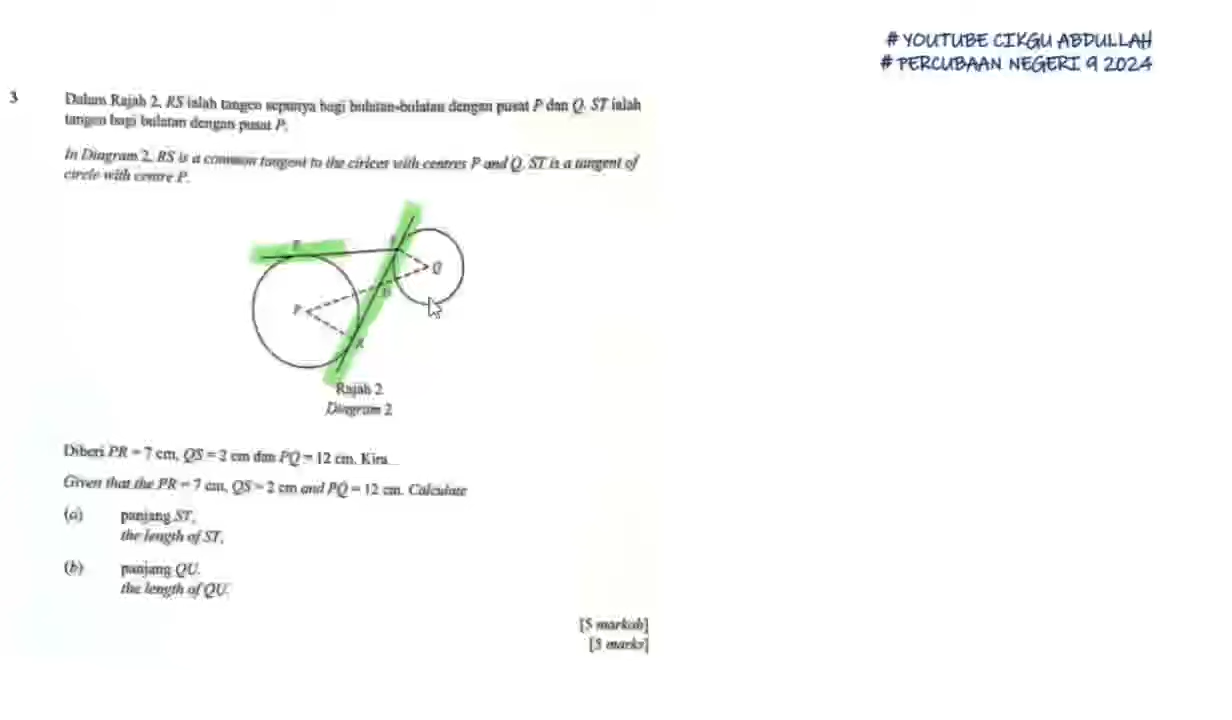 # YOUTUBE CIKGU ABDULLAH
# PERCUBAAN NEGERI 9 2024
3
Dalam Rajah 2, RS ialah tangen sepunya bagi bulatan-bulatan dengan pusat P dan Q. ST ialah
tangen bagi bulatan dengan pusat P.
In Diagram 2, RS is a common tangent to the cirlces with centres P and Q. ST is a tangent of
circle with centre P.
Q
P
R
Rajah 2
Diagram 2
Diberi PR = 7 cm, QS = 2 cm dan PQ = 12 cm. Kira
Given that the PR = 7 cm, QS = 2 cm and PQ = 12 cm. Calculate
(a) panjang ST,
the length of ST,
(b) panjang QU.
the length of QU.
[5 markah]
[5 marks]